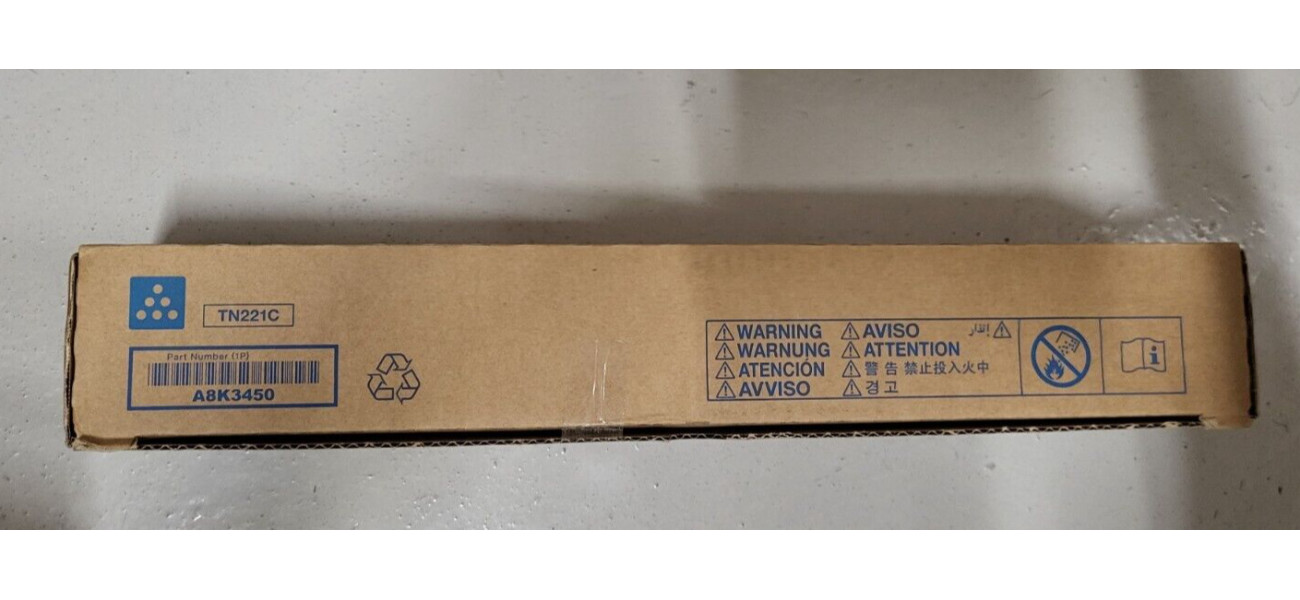 TN221C
Part Number (1P)
A8K3450
WARNING AVISO إنذار
WARNUNG ATTENTION
ATENCIÓN 警告 禁止投入火中
AVVISO 경고
i